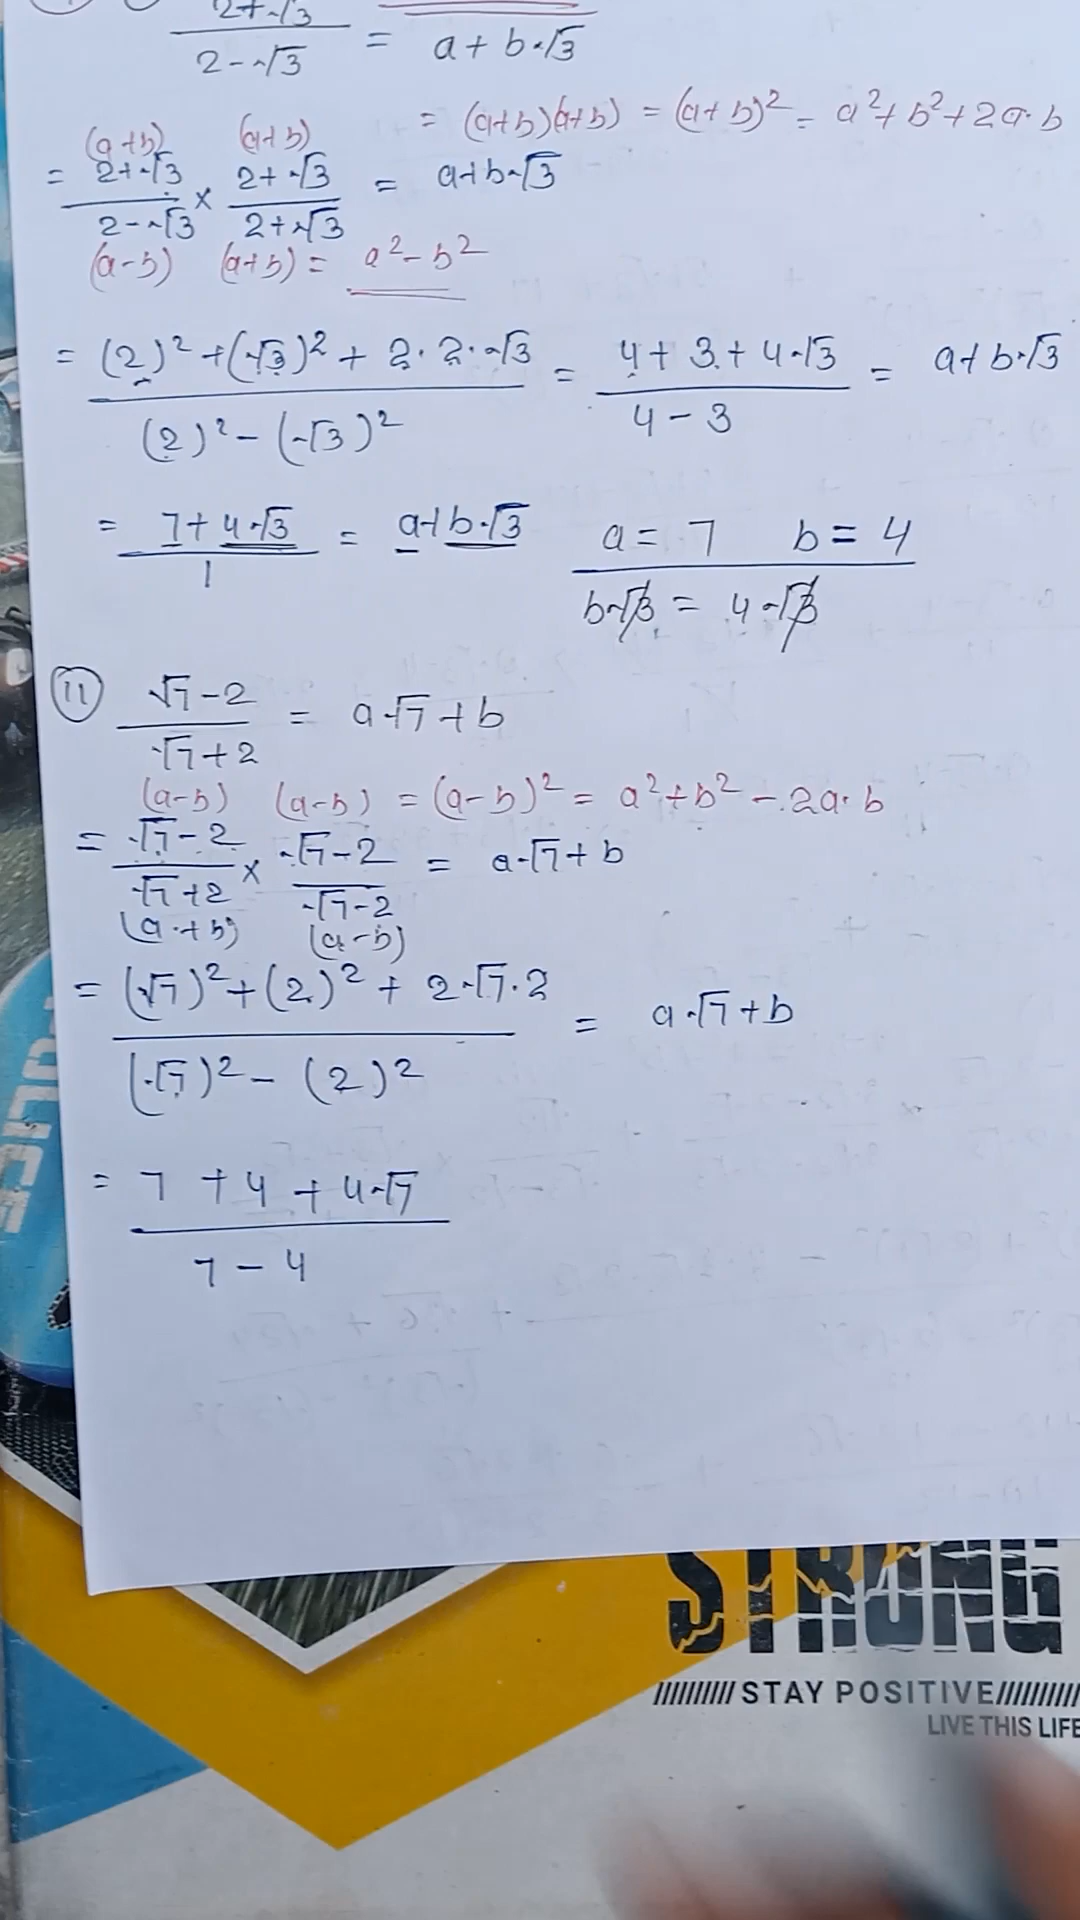 2+√3 / 2-√3 = a+b√3
= (a+b)(a+b) = (a+b)² = a²+b²+2a·b
(a+b) (a+b)
= 2+√3 / 2-√3 × 2+√3 / 2+√3 = a+b√3
(a-b) (a+b) = a²-b²
= (2)²+(√3)²+2·2·√3 / (2)²-(√3)² = 4+3+4√3 / 4-3 = a+b√3
= 7+4√3 / 1 = a+b√3 a=7 b=4
b√3 = 4√3
(11) √7-2 / √7+2 = a√7+b
(a-b) (a-b) = (a-b)² = a²+b²-2a·b
= √7-2 / √7+2 × √7-2 / √7-2 = a√7+b
(a+b) (a-b)
= (√7)²+(2)²+2√7·2 / (√7)²-(2)² = a√7+b
= 7+4+4√7 / 7-4
POLICE
STRONG
////////// STAY POSITIVE //////////
LIVE THIS LIFE